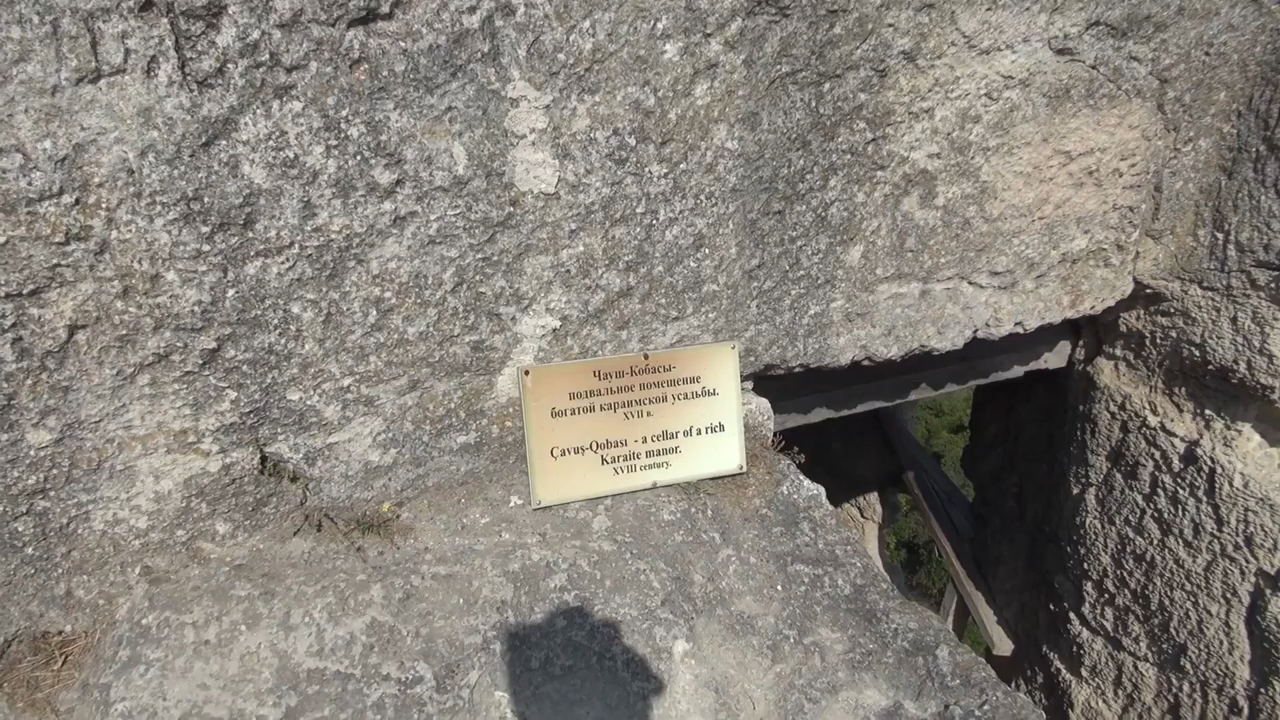 Чауш-Кобасы-
подвальное помещение
богатой караимской усадьбы.
XVII в.
Çavuş-Qobası - a cellar of a rich
Karaite manor.
XVIII century.